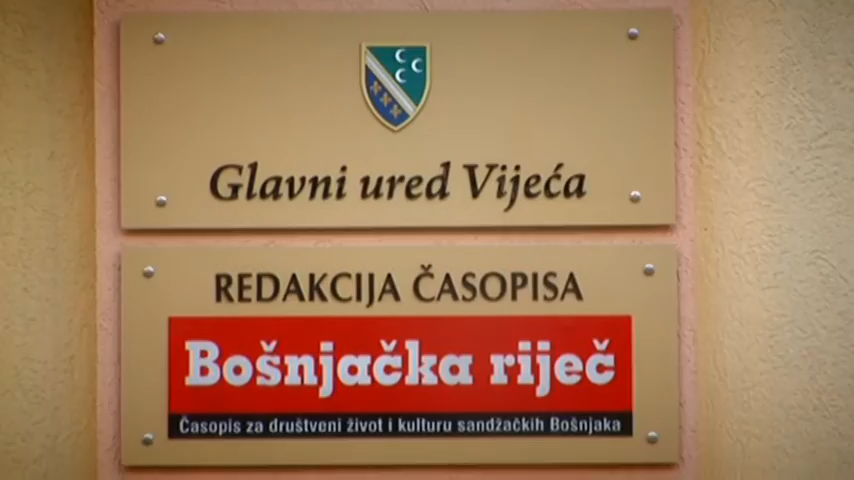 Glavni ured Vijeća
REDAKCIJA ČASOPISA
Bošnjačka riječ
Časopis za društveni život i kulturu sandžačkih Bošnjaka